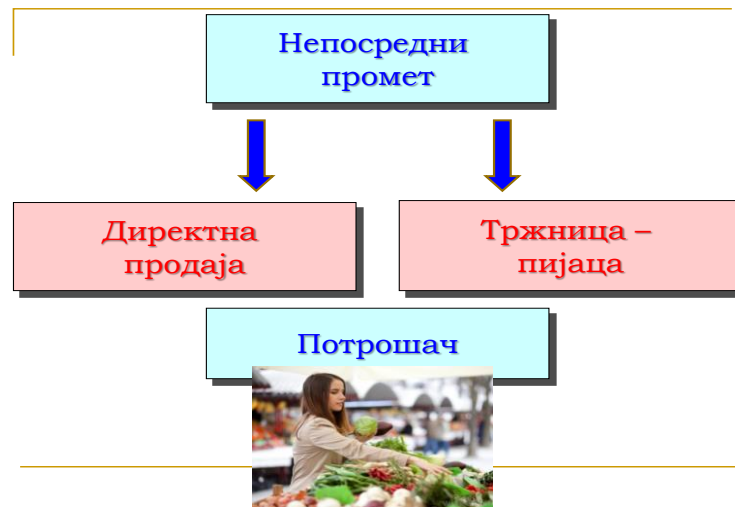 Непосредни
промет
Директна
продаја
Тржница –
пијаца
Потрошач